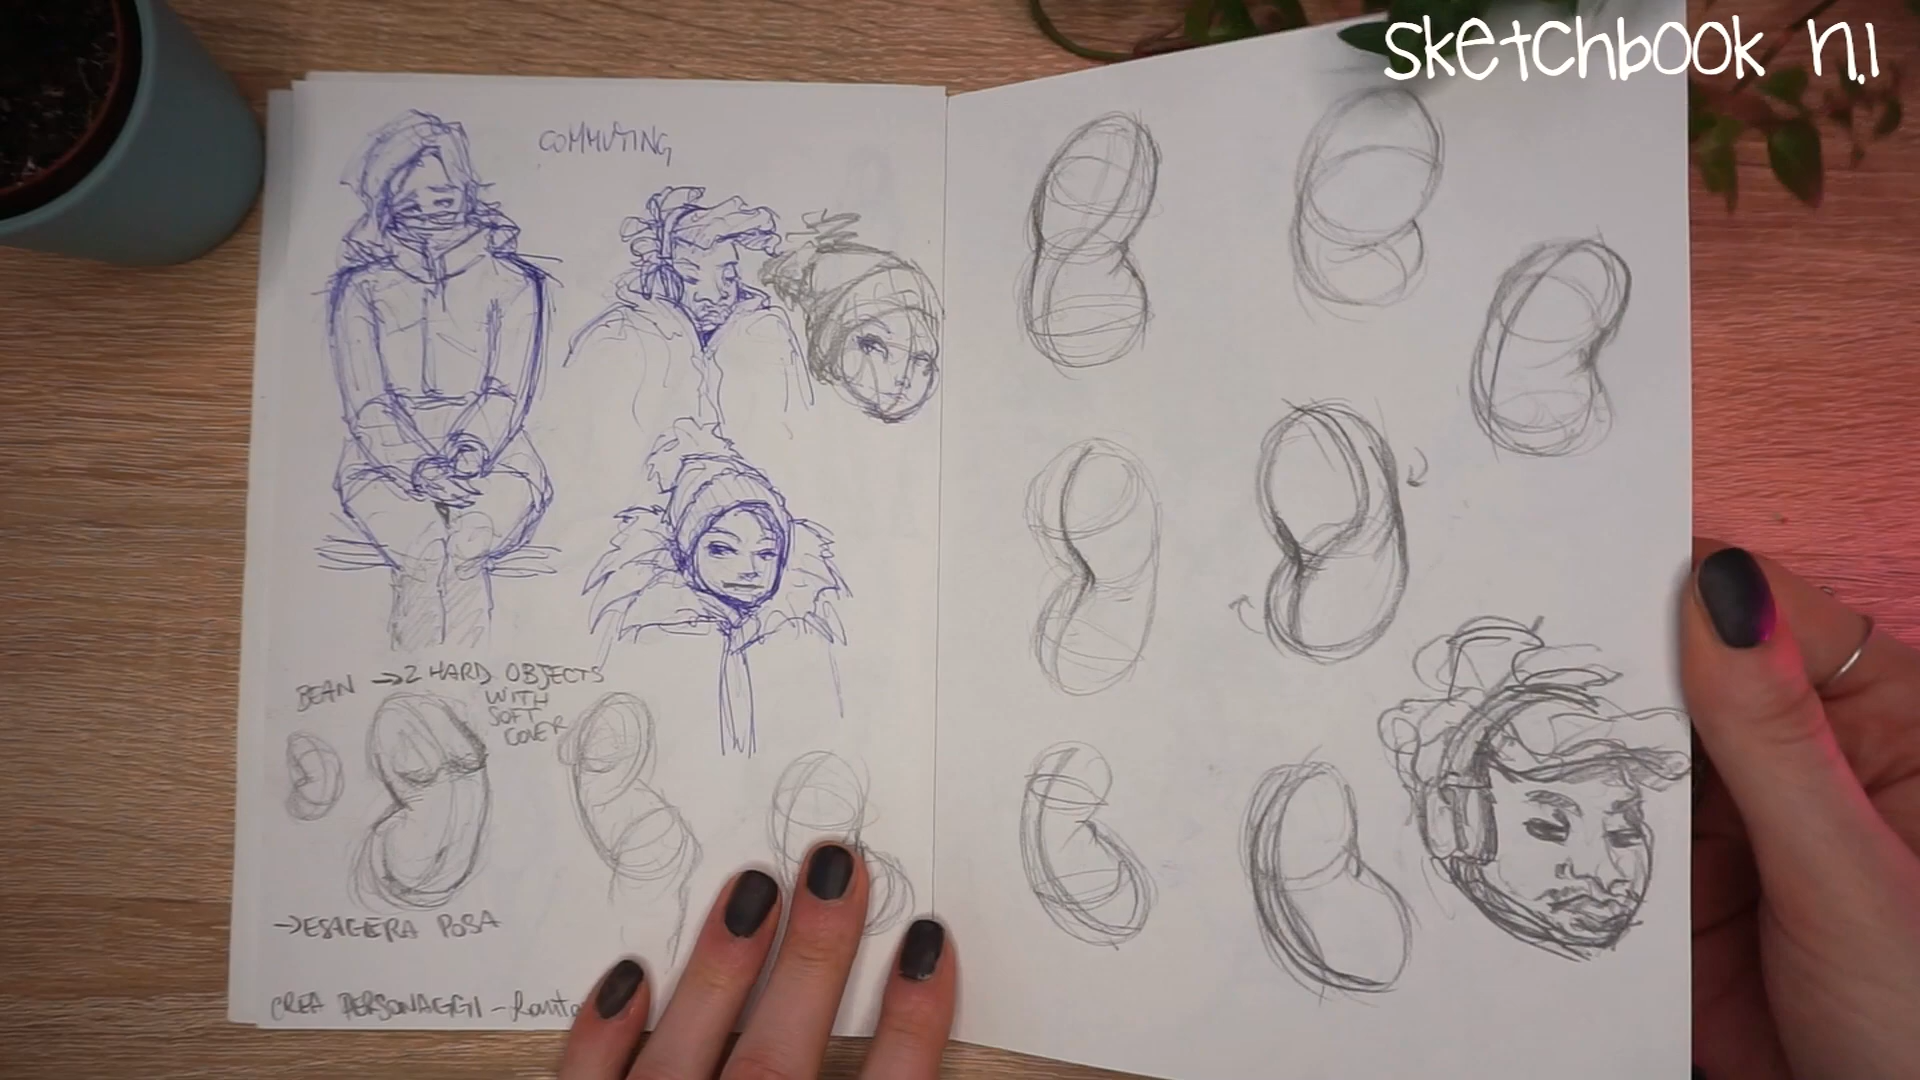 sketchbook n.1
COMMUTING
BEAN → 2 HARD OBJECTS
WITH
SOFT
COVER
→ ESAGERA POSA
CREA PERSONAGGI -